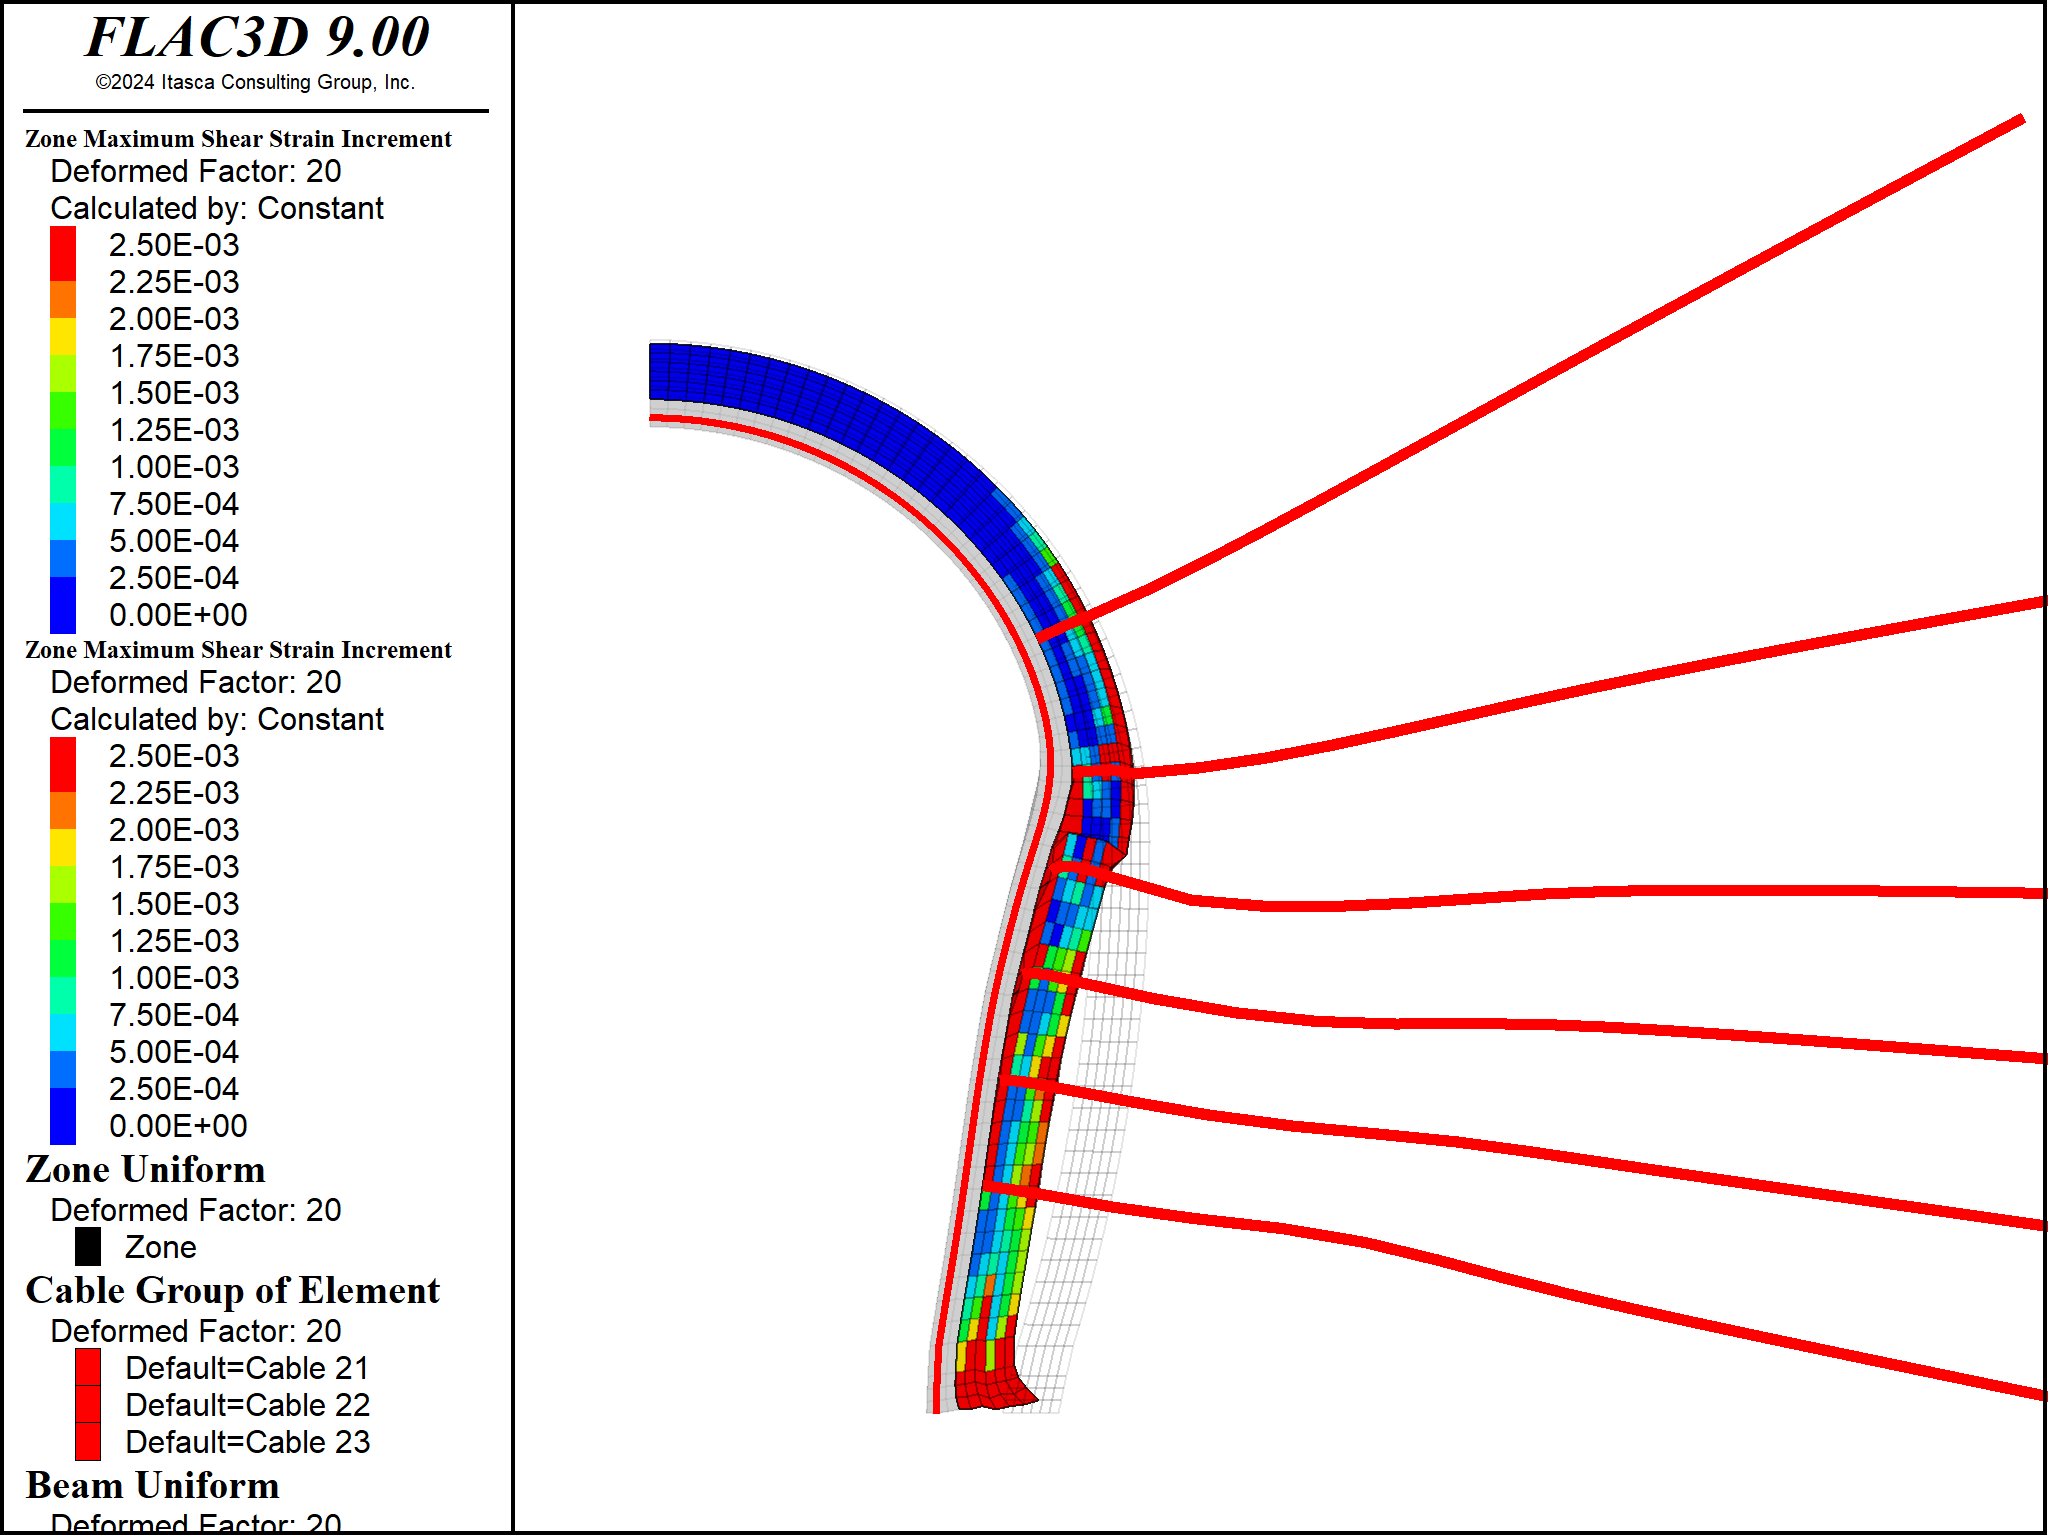 FLAC3D 9.00
©2024 Itasca Consulting Group, Inc.
Zone Maximum Shear Strain Increment
Deformed Factor: 20
Calculated by: Constant
2.50E-03
2.25E-03
2.00E-03
1.75E-03
1.50E-03
1.25E-03
1.00E-03
7.50E-04
5.00E-04
2.50E-04
0.00E+00
Zone Maximum Shear Strain Increment
Deformed Factor: 20
Calculated by: Constant
2.50E-03
2.25E-03
2.00E-03
1.75E-03
1.50E-03
1.25E-03
1.00E-03
7.50E-04
5.00E-04
2.50E-04
0.00E+00
Zone Uniform
Deformed Factor: 20
Zone
Cable Group of Element
Deformed Factor: 20
Default=Cable 21
Default=Cable 22
Default=Cable 23
Beam Uniform
Deformed Factor: 20